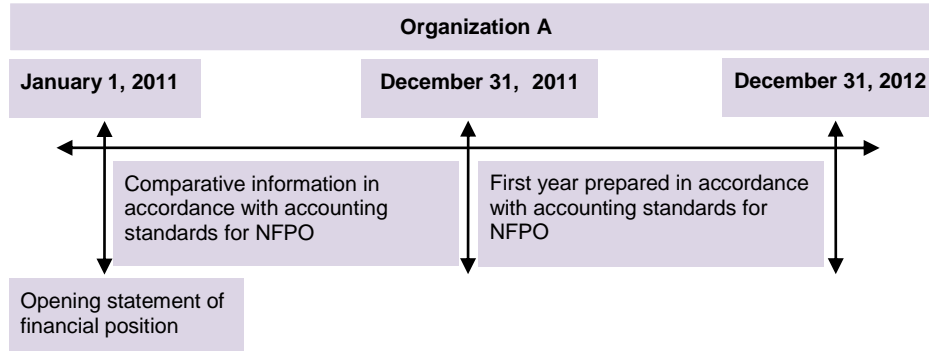 Organization A
January 1, 2011
December 31, 2011
December 31, 2012
Comparative information in
accordance with accounting
standards for NFPO
First year prepared in accordance
with accounting standards for
NFPO
Opening statement of
financial position